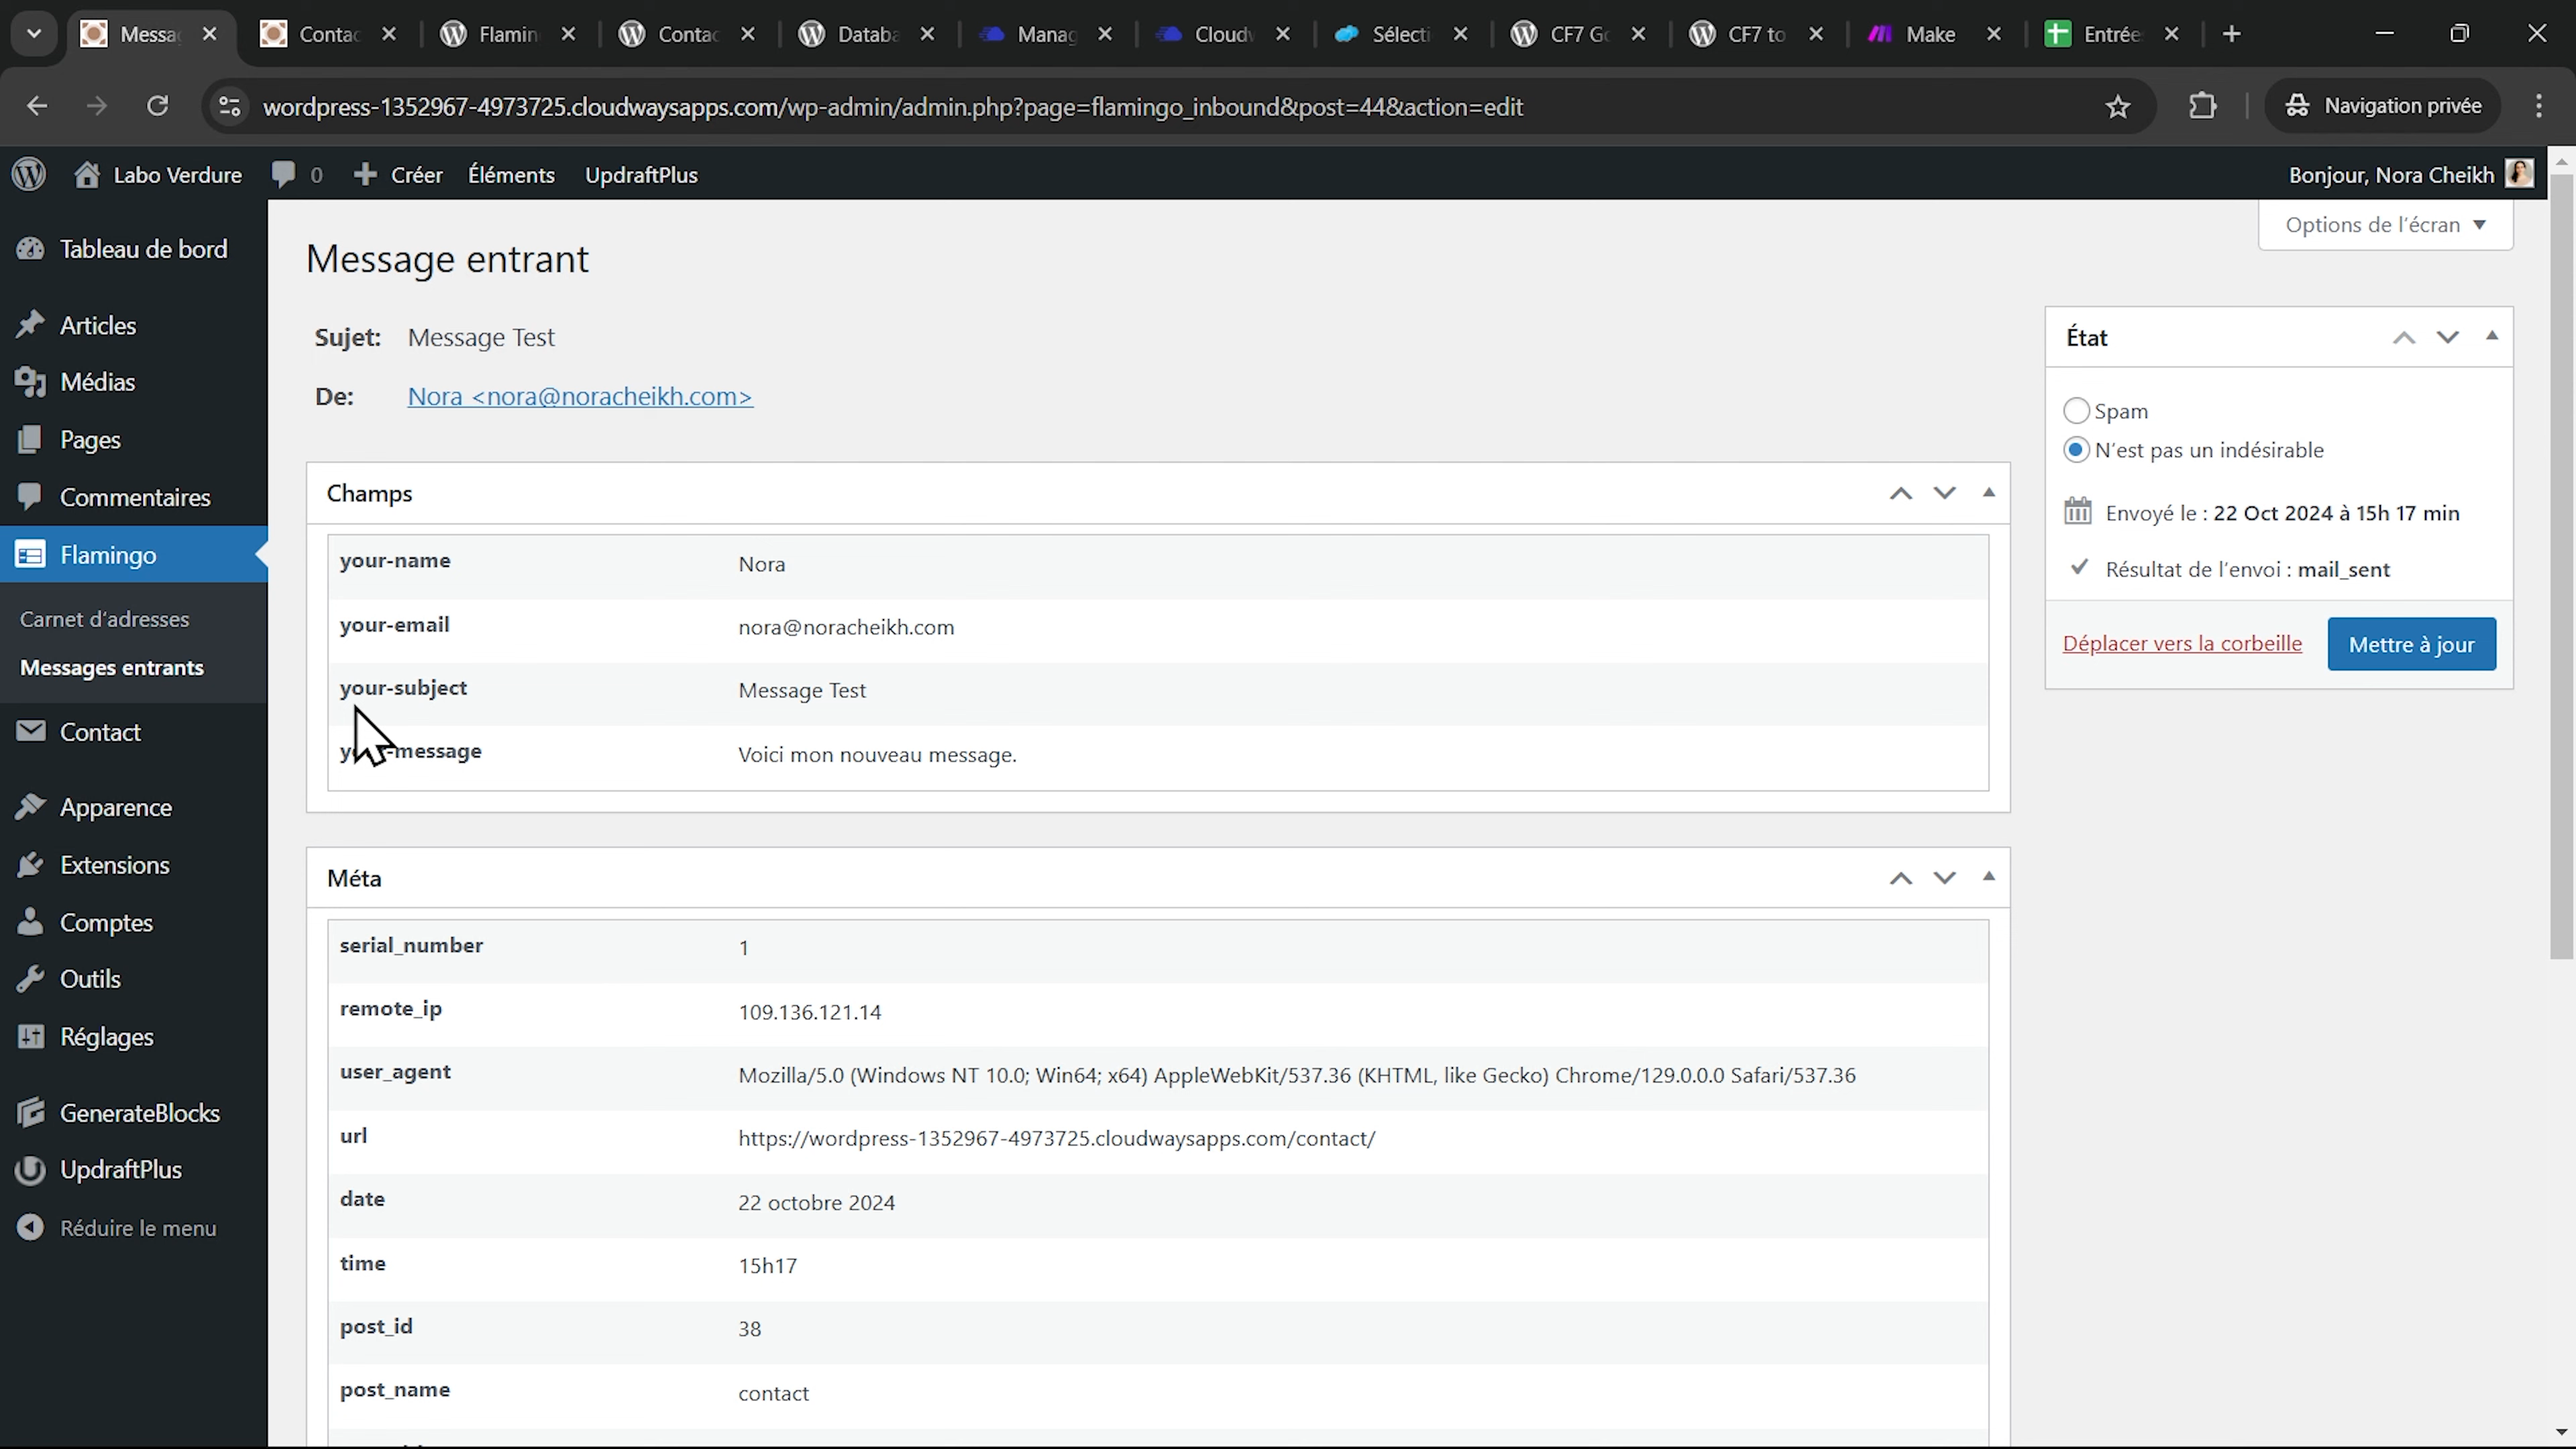 Messa
Contac
Flamin
Contac
Databa
Manag
Cloudw
Sélecti
CF7 Go
CF7 to
Make
Entrée
wordpress-1352967-4973725.cloudwaysapps.com/wp-admin/admin.php?page=flamingo_inbound&post=44&action=edit
Navigation privée
Labo Verdure
0
Créer
Éléments
UpdraftPlus
Bonjour, Nora Cheikh
Options de l'écran
Tableau de bord
Articles
Médias
Pages
Commentaires
Flamingo
Carnet d'adresses
Messages entrants
Contact
Apparence
Extensions
Comptes
Outils
Réglages
GenerateBlocks
UpdraftPlus
Réduire le menu
Message entrant
Sujet: Message Test
De: Nora <nora@noracheikh.com>
Champs
your-name Nora
your-email nora@noracheikh.com
your-subject Message Test
-message Voici mon nouveau message.
Méta
serial_number 1
remote_ip 109.136.121.14
user_agent Mozilla/5.0 (Windows NT 10.0; Win64; x64) AppleWebKit/537.36 (KHTML, like Gecko) Chrome/129.0.0.0 Safari/537.36
url https://wordpress-1352967-4973725.cloudwaysapps.com/contact/
date 22 octobre 2024
time 15h17
post_id 38
post_name contact
État
Spam
N'est pas un indésirable
Envoyé le : 22 Oct 2024 à 15h 17 min
Résultat de l'envoi : mail_sent
Déplacer vers la corbeille
Mettre à jour